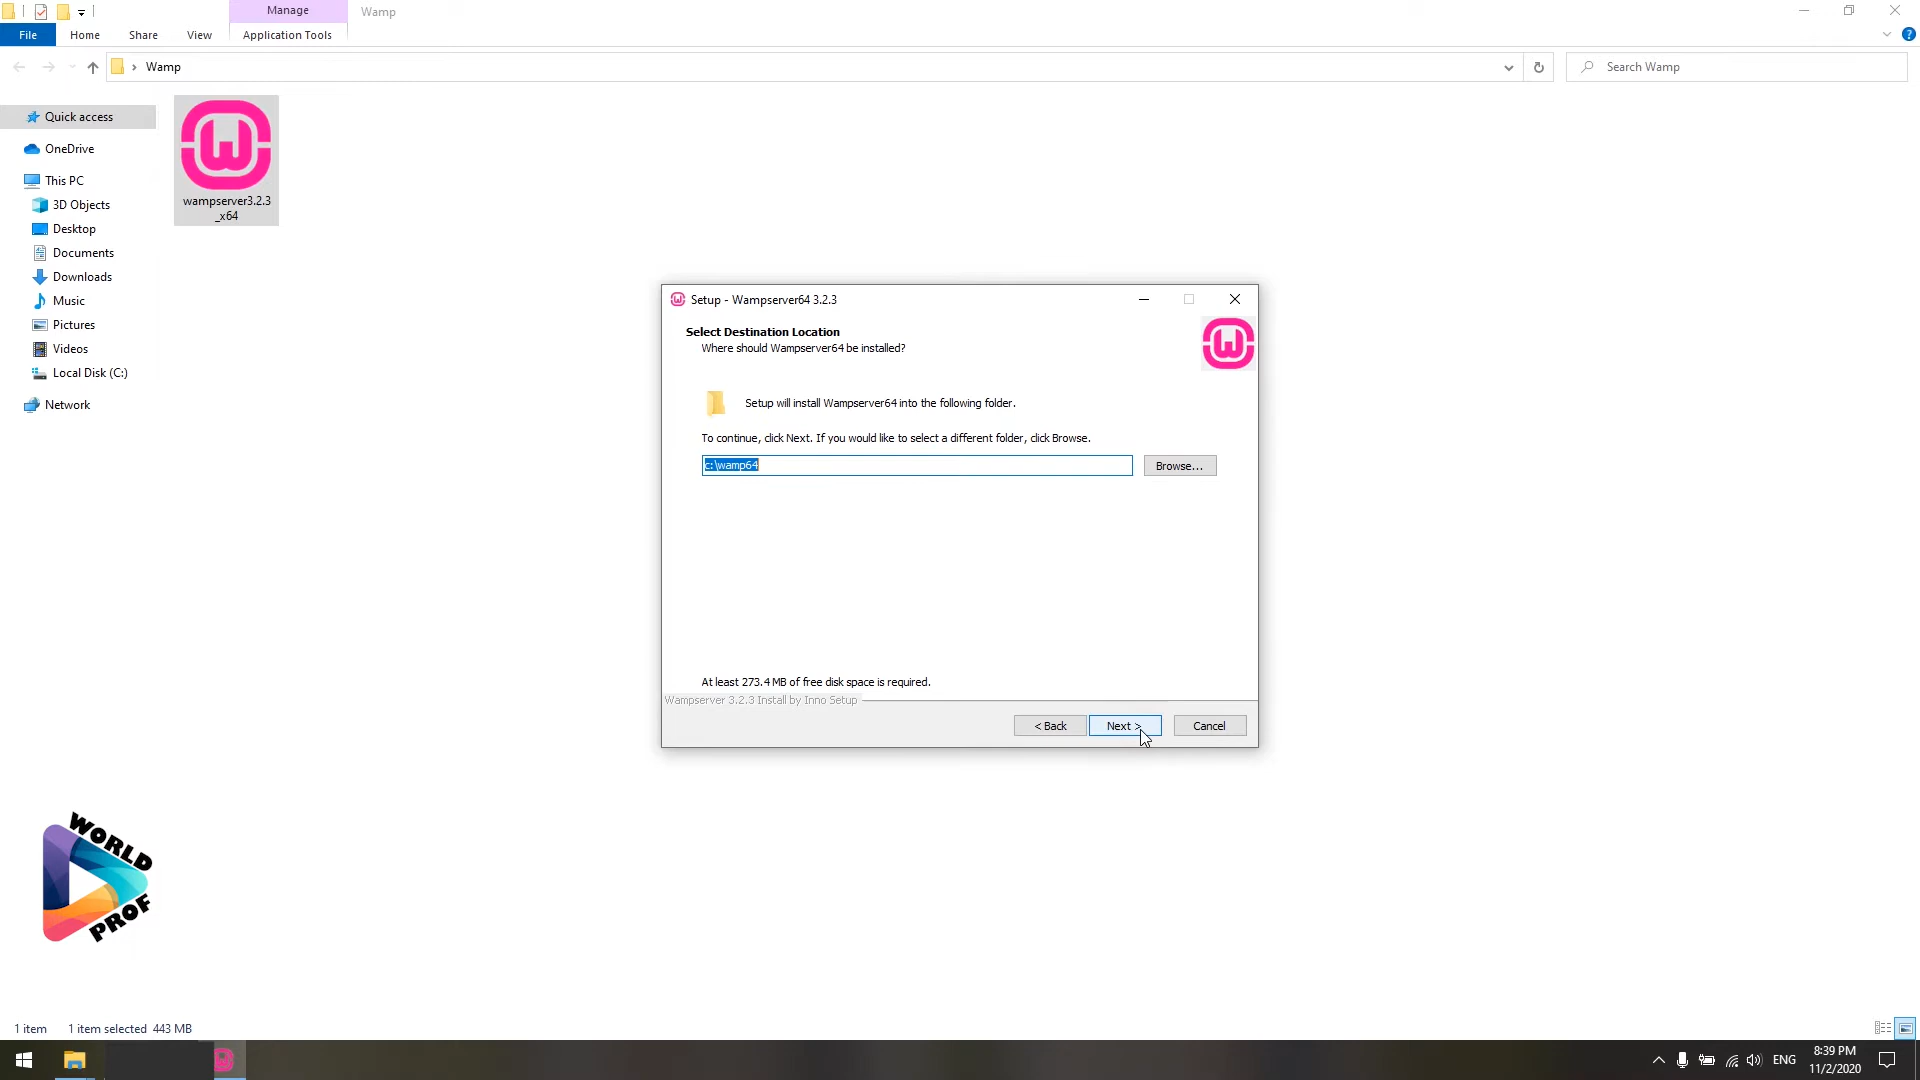 Manage
Wamp
File
Home
Share
View
Application Tools
Wamp
Search Wamp
Quick access
OneDrive
This PC
3D Objects
Desktop
Documents
Downloads
Music
Pictures
Videos
Local Disk (C:)
Network
wampserver3.2.3
_x64
Setup - Wampserver64 3.2.3
Select Destination Location
Where should Wampserver64 be installed?
Setup will install Wampserver64 into the following folder.
To continue, click Next. If you would like to select a different folder, click Browse.
c:\wamp64
Browse...
At least 273.4 MB of free disk space is required.
Wampserver 3.2.3 Install by Inno Setup
< Back
Next >
Cancel
WORLD
PROF
1 item
1 item selected 443 MB
ENG
8:39 PM
11/2/2020